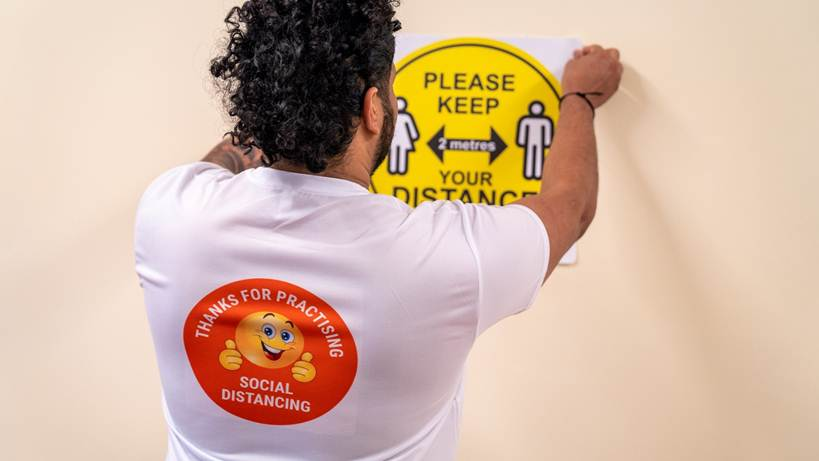 PLEASE
KEEP
2 metres
YOUR
DISTANCE
THANKS FOR PRACTISING
SOCIAL
DISTANCING